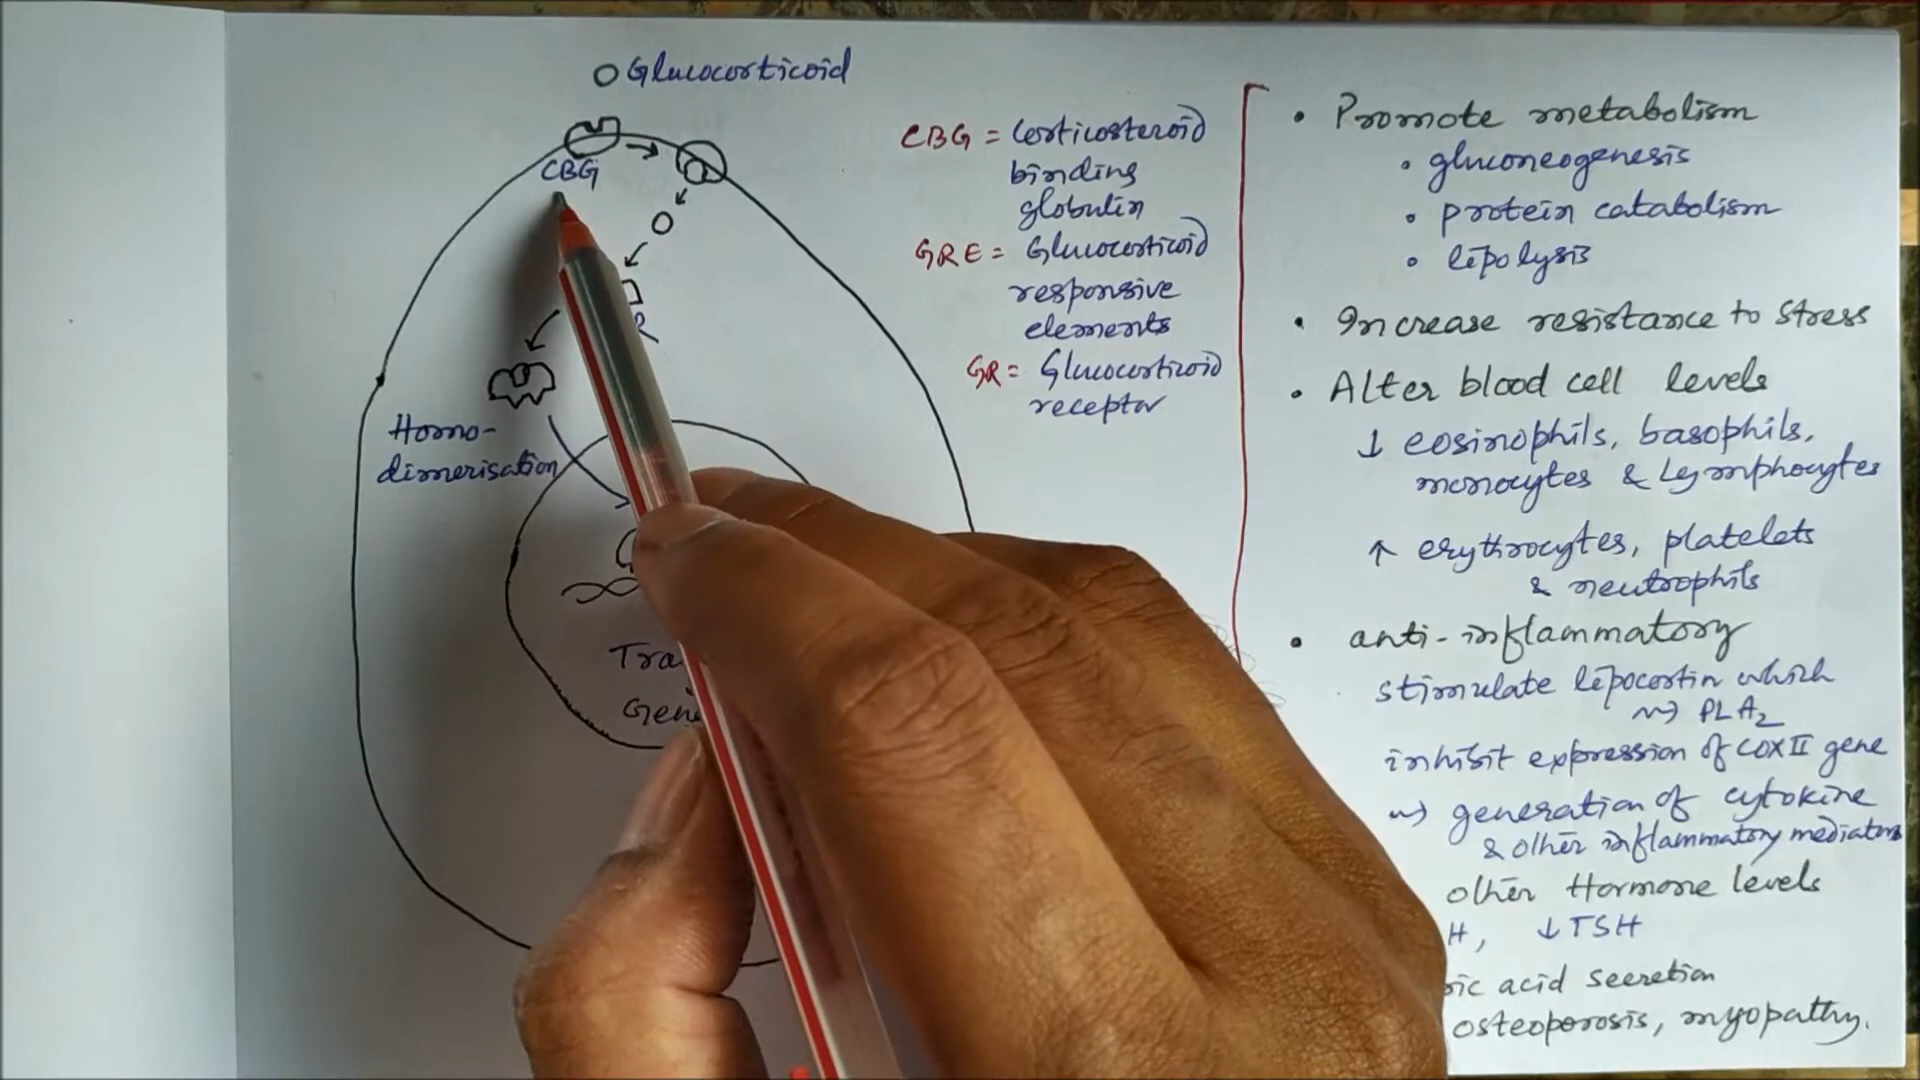 Glucocorticoid
CBG
Homo-
dimerisation
CBG = Corticosteroid
binding
globulin
GRE = Glucocorticoid
responsive
elements
GR = Glucocorticoid
receptor
• Promote metabolism
• gluconeogenesis
• protein catabolism
• lipolysis
• Increase resistance to stress
• Alter blood cell levels
↓ eosinophils, basophils,
monocytes & Lymphocytes
↑ erythrocytes, platelets
& neutrophils
• anti-inflammatory
stimulate lipocortin which
PLA2
inhibit expression of COX II gene
generation of cytokine
& other inflammatory mediators
other Hormone levels
H, ↓ TSH
acid secretion
osteoporosis, myopathy.